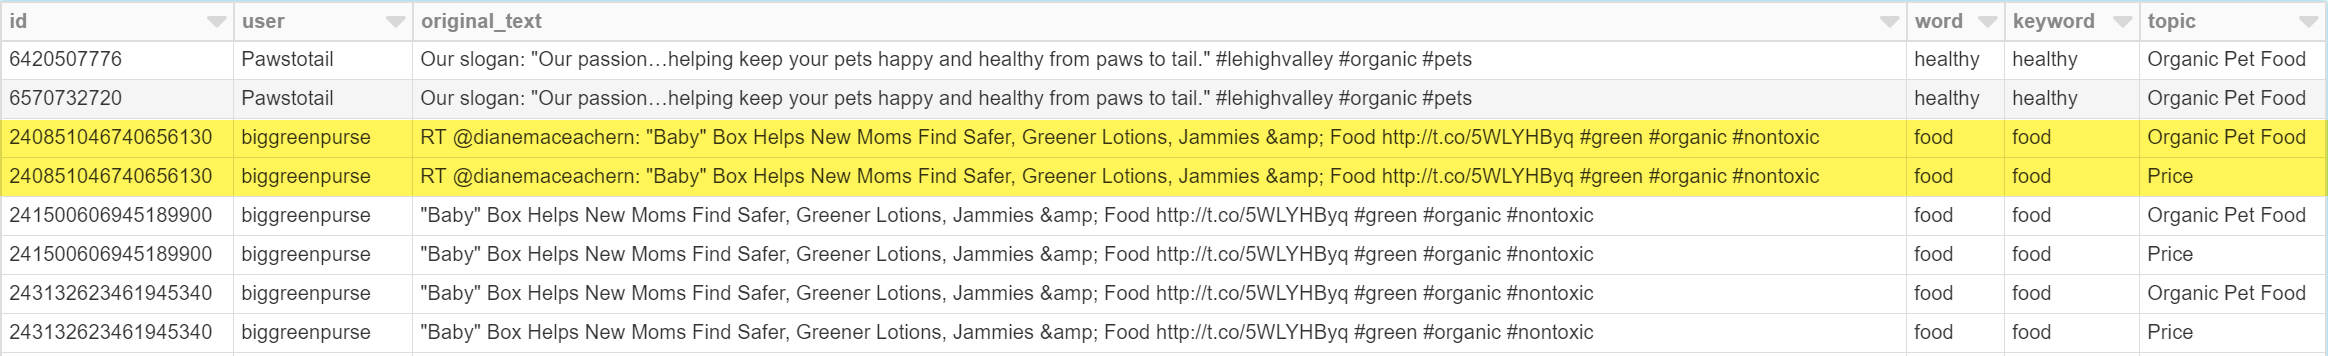 id user original_text word keyword topic
6420507776 Pawstotail Our slogan: "Our passion…helping keep your pets happy and healthy from paws to tail." #lehighvalley #organic #pets healthy healthy Organic Pet Food
6570732720 Pawstotail Our slogan: "Our passion…helping keep your pets happy and healthy from paws to tail." #lehighvalley #organic #pets healthy healthy Organic Pet Food
240851046740656130 biggreenpurse RT @dianemaceachern: "Baby" Box Helps New Moms Find Safer, Greener Lotions, Jammies &amp; Food http://t.co/5WLYHByq #green #organic #nontoxic food food Organic Pet Food
240851046740656130 biggreenpurse RT @dianemaceachern: "Baby" Box Helps New Moms Find Safer, Greener Lotions, Jammies &amp; Food http://t.co/5WLYHByq #green #organic #nontoxic food food Price
241500606945189900 biggreenpurse "Baby" Box Helps New Moms Find Safer, Greener Lotions, Jammies &amp; Food http://t.co/5WLYHByq #green #organic #nontoxic food food Organic Pet Food
241500606945189900 biggreenpurse "Baby" Box Helps New Moms Find Safer, Greener Lotions, Jammies &amp; Food http://t.co/5WLYHByq #green #organic #nontoxic food food Price
243132623461945340 biggreenpurse "Baby" Box Helps New Moms Find Safer, Greener Lotions, Jammies &amp; Food http://t.co/5WLYHByq #green #organic #nontoxic food food Organic Pet Food
243132623461945340 biggreenpurse "Baby" Box Helps New Moms Find Safer, Greener Lotions, Jammies &amp; Food http://t.co/5WLYHByq #green #organic #nontoxic food food Price